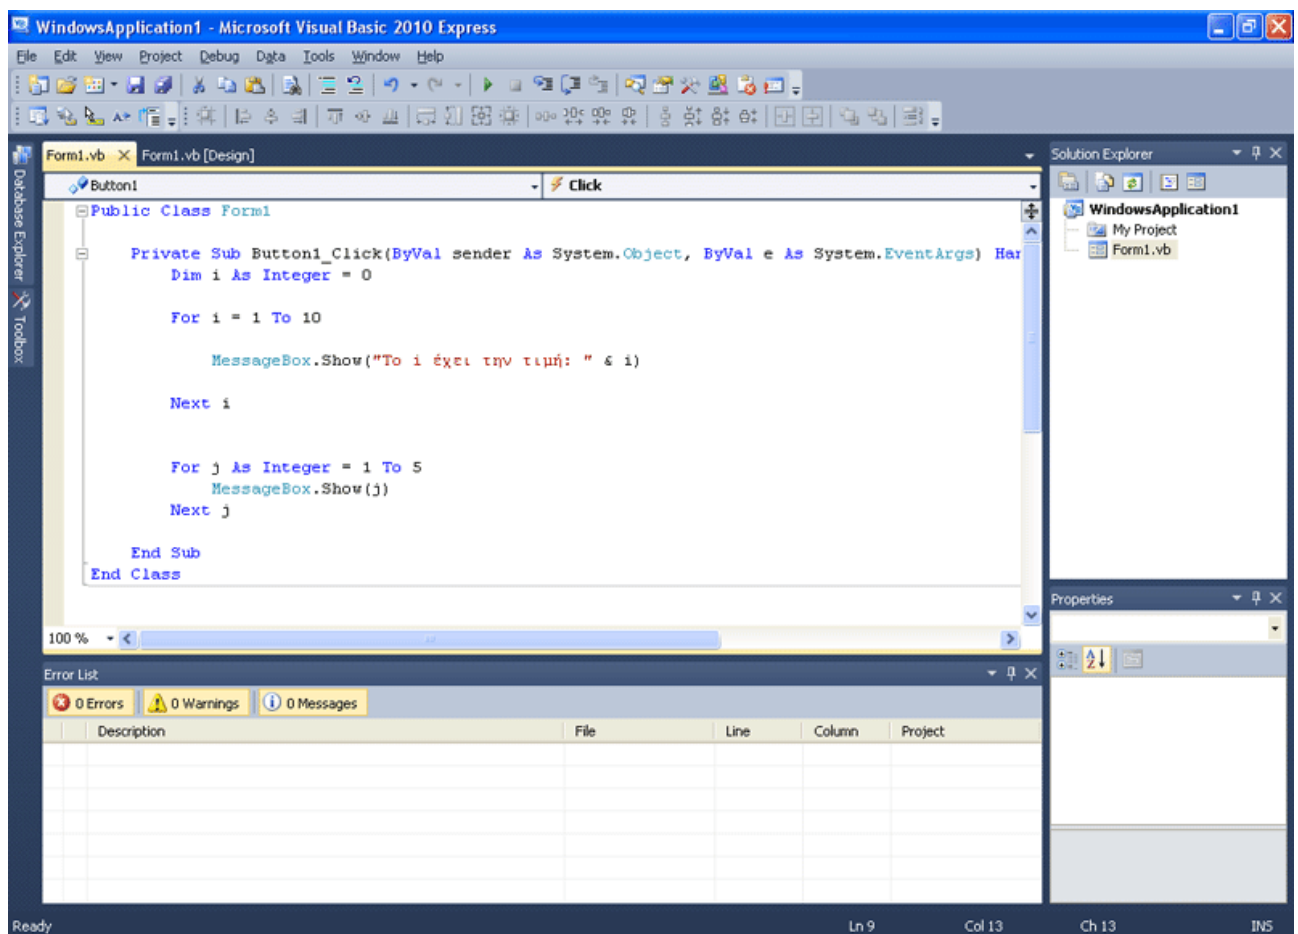 WindowsApplication1 - Microsoft Visual Basic 2010 Express
File Edit View Project Debug Data Tools Window Help
Form1.vb Form1.vb [Design]
Button1
Click
Database Explorer
Toolbox
Public Class Form1
Private Sub Button1_Click(ByVal sender As System.Object, ByVal e As System.EventArgs) Han
Dim i As Integer = 0
For i = 1 To 10
MessageBox.Show("Το i έχει την τιμή: " & i)
Next i
For j As Integer = 1 To 5
MessageBox.Show(j)
Next j
End Sub
End Class
100 %
Solution Explorer
WindowsApplication1
My Project
Form1.vb
Properties
Error List
0 Errors 0 Warnings 0 Messages
Description File Line Column Project
Ready Ln 9 Col 13 Ch 13 INS